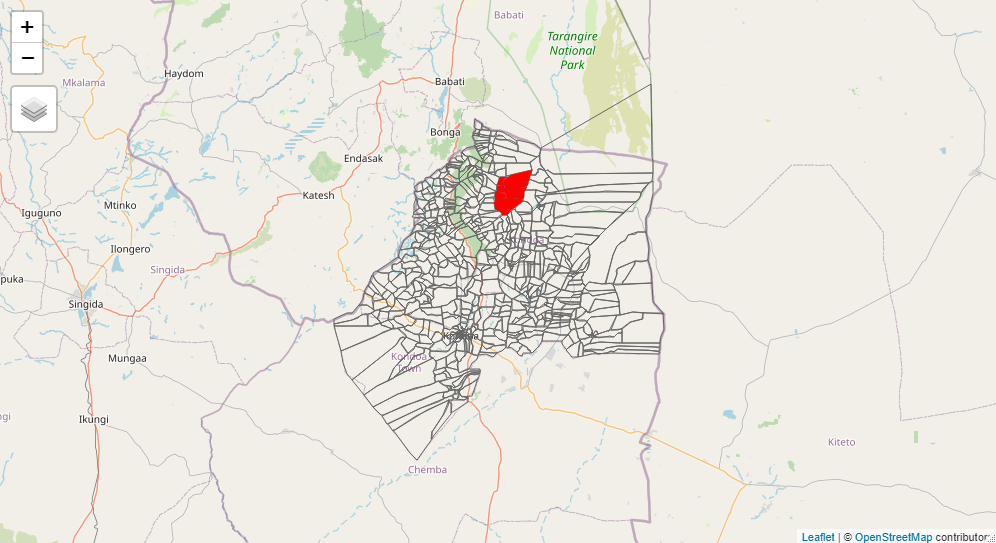 +
−
Babati
Tarangire
National
Park
Haydom
Mkalama
Babati
Bonga
Endasak
Katesh
Mtinko
Iguguno
Ilongero
Singida
puka
Singida
Mungaa
Kondoa
Town
Ikungi
Chemba
Kiteto
Leaflet | © OpenStreetMap contributors